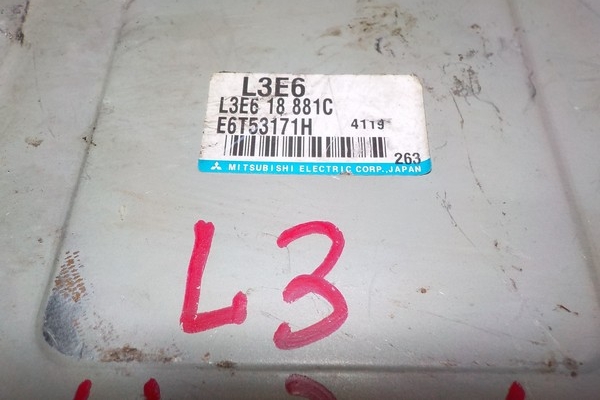 L3E6
L3E6 18 881C
E6T53171H 4119
263
MITSUBISHI ELECTRIC CORP., JAPAN
L3